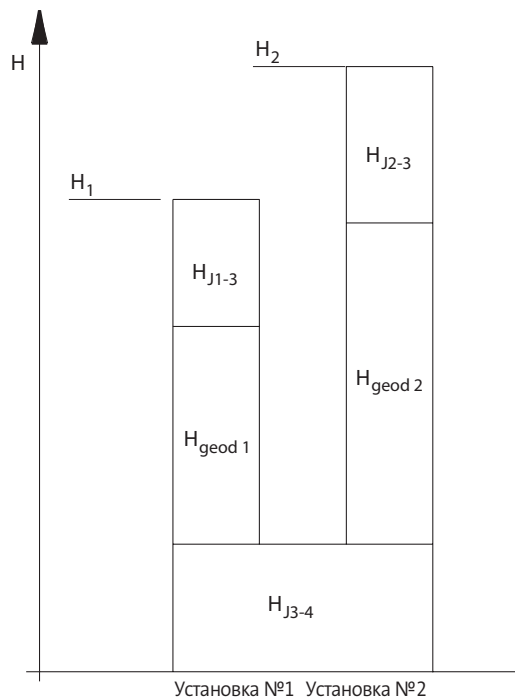 H
H2
H1
HJ2-3
HJ1-3
Hgeod 2
Hgeod 1
HJ3-4
Установка №1 Установка №2